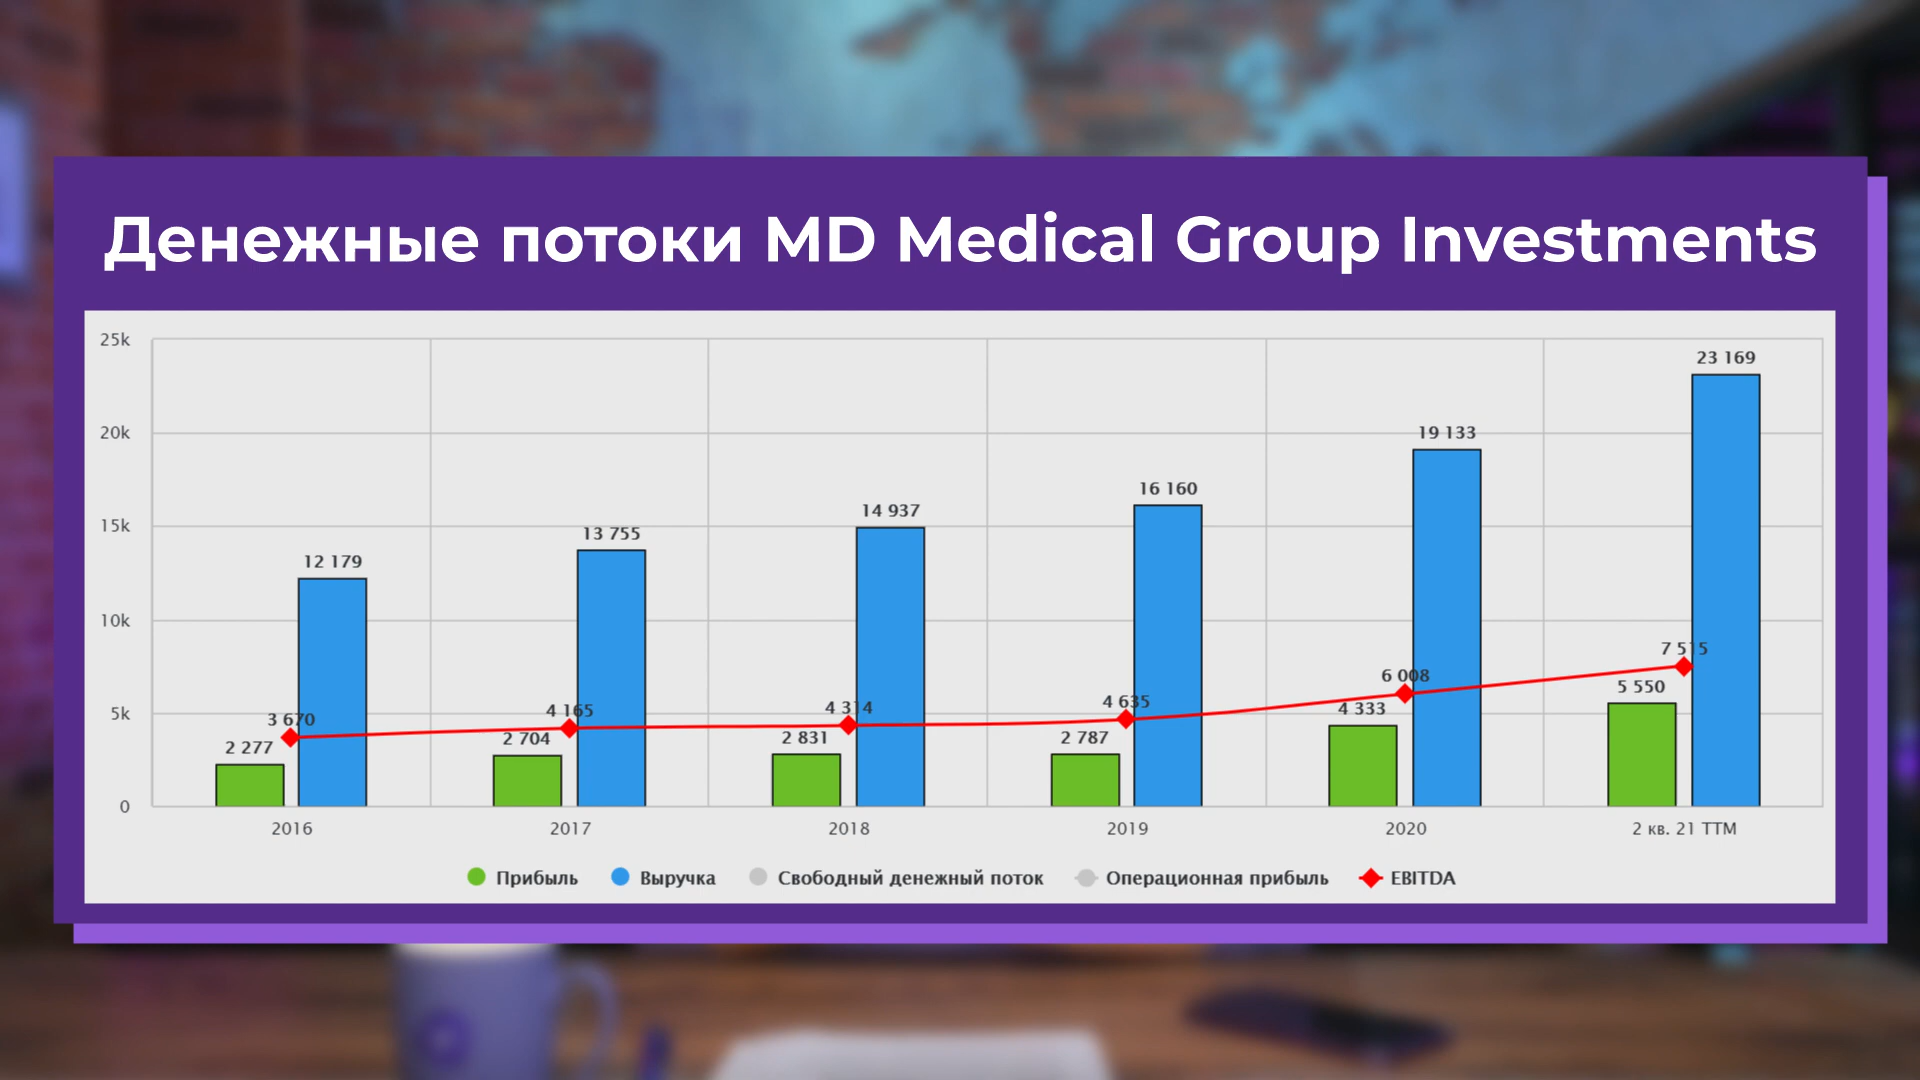 Денежные потоки MD Medical Group Investments
25k
20k
15k
10k
5k
0
2 277
3 670
12 179
2 704
4 165
13 755
2 831
4 314
14 937
2 787
4 635
16 160
4 333
6 008
19 133
5 550
7 515
23 169
2016 2017 2018 2019 2020 2 кв. 21 TTM
Прибыль Выручка Свободный денежный поток Операционная прибыль EBITDA